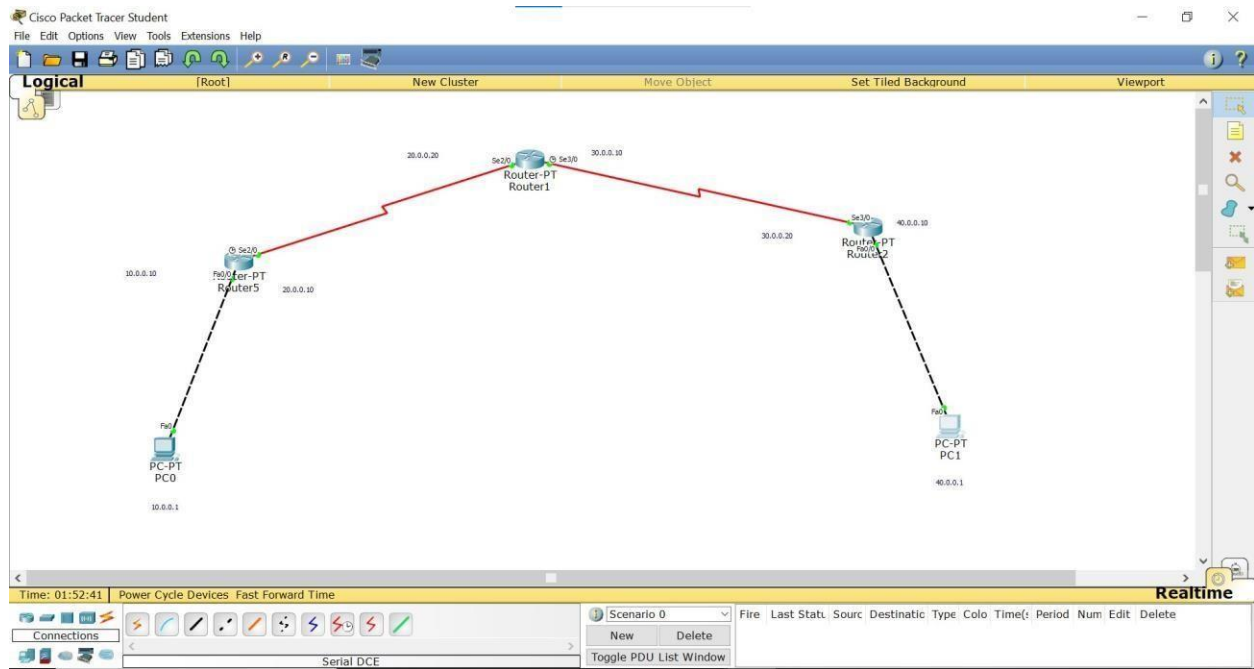 Cisco Packet Tracer Student
File Edit Options View Tools Extensions Help
Logical [Root] New Cluster Move Object Set Tiled Background Viewport
20.0.0.20 Se2/0 Se3/0 30.0.0.10
Router-PT
Router1
Se3/0 40.0.0.10
30.0.0.20
Router-PT
Fa0/0
Router2
Se2/0
10.0.0.10 Fa0/0
Router5 20.0.0.10
Fa0
PC-PT
PC0
10.0.0.1
Fa0
PC-PT
PC1
40.0.0.1
Time: 01:52:41 Power Cycle Devices Fast Forward Time Realtime
Connections
Serial DCE
Scenario 0
New Delete
Toggle PDU List Window
Fire Last Statu Sourc Destinatic Type Colo Time(s Period Num Edit Delete